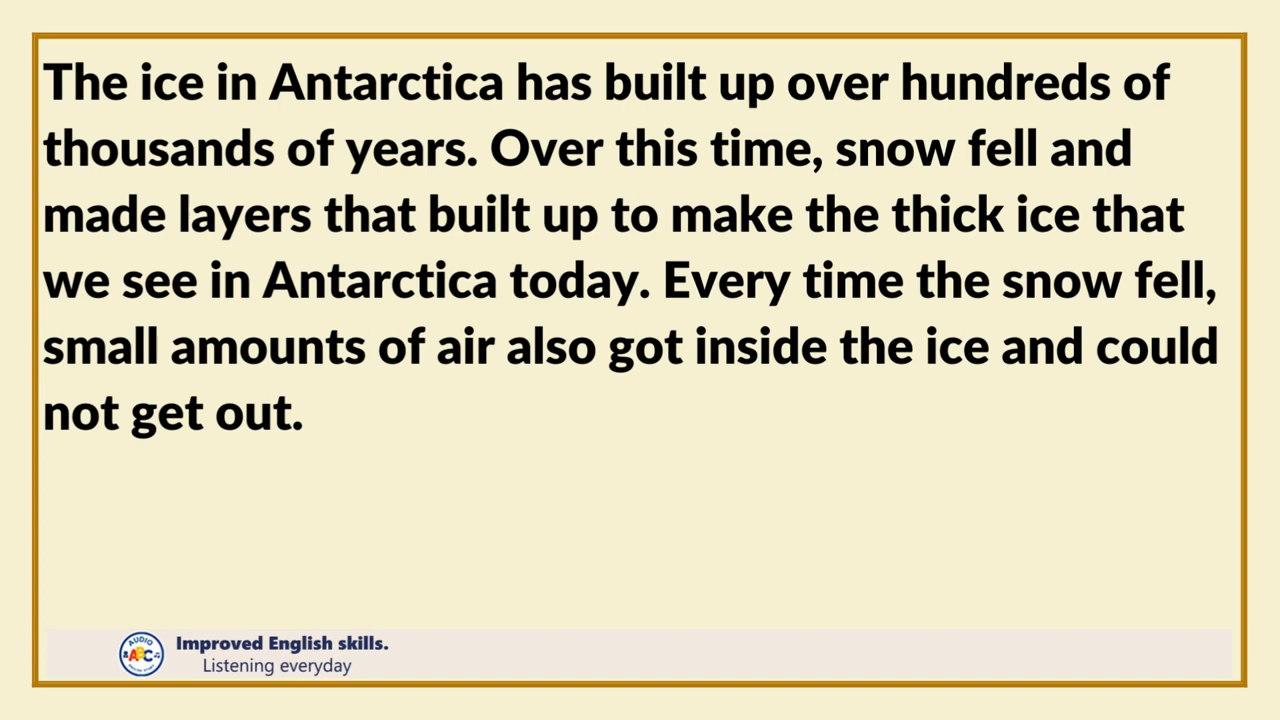 The ice in Antarctica has built up over hundreds of
thousands of years. Over this time, snow fell and
made layers that built up to make the thick ice that
we see in Antarctica today. Every time the snow fell,
small amounts of air also got inside the ice and could
not get out.
AUDIO
ABC
Improved English skills.
Listening everyday